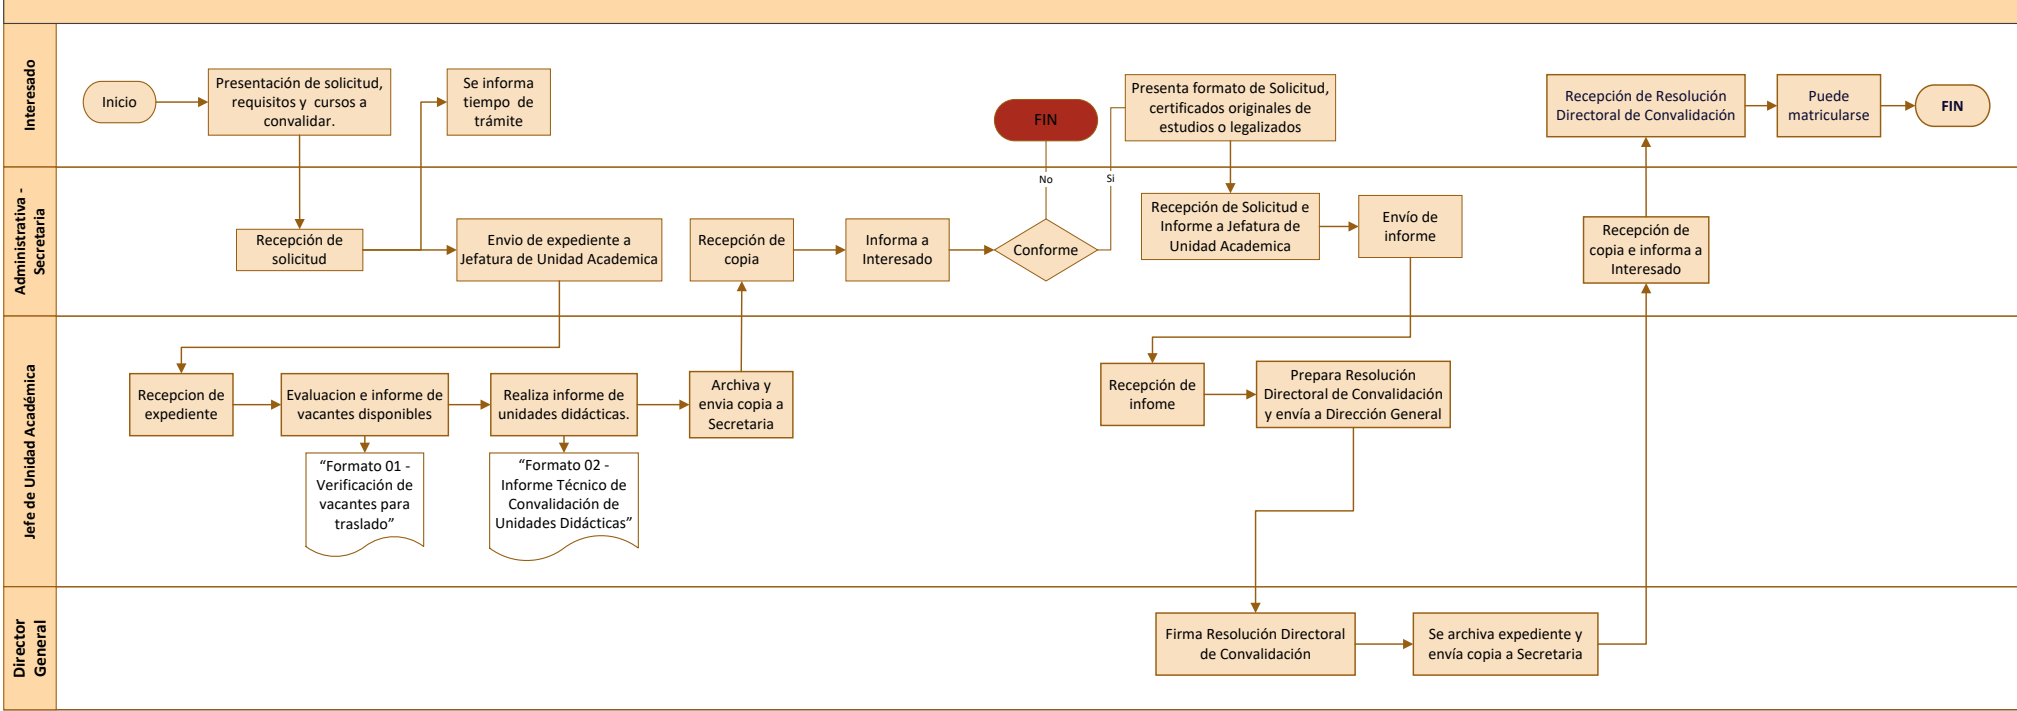 Interesado
Inicio
Presentación de solicitud,
requisitos y cursos a
convalidar.
Se informa
tiempo de
trámite
FIN
Presenta formato de Solicitud,
certificados originales de
estudios o legalizados
Recepción de Resolución
Directoral de Convalidación
Puede
matricularse
FIN
Administrativa -
Secretaria
Recepción de
solicitud
Envio de expediente a
Jefatura de Unidad Academica
Recepción de
copia
Informa a
Interesado
Conforme
No
Si
Recepción de Solicitud e
Informe a Jefatura de
Unidad Academica
Envío de
informe
Recepción de
copia e informa a
Interesado
Jefe de Unidad Académica
Recepcion de
expediente
Evaluacion e informe de
vacantes disponibles
Realiza informe de
unidades didácticas.
Archiva y
envia copia a
Secretaria
“Formato 01 -
Verificación de
vacantes para
traslado”
“Formato 02 -
Informe Técnico de
Convalidación de
Unidades Didácticas”
Recepción de
infome
Prepara Resolución
Directoral de Convalidación
y envía a Dirección General
Director
General
Firma Resolución Directoral
de Convalidación
Se archiva expediente y
envía copia a Secretaria